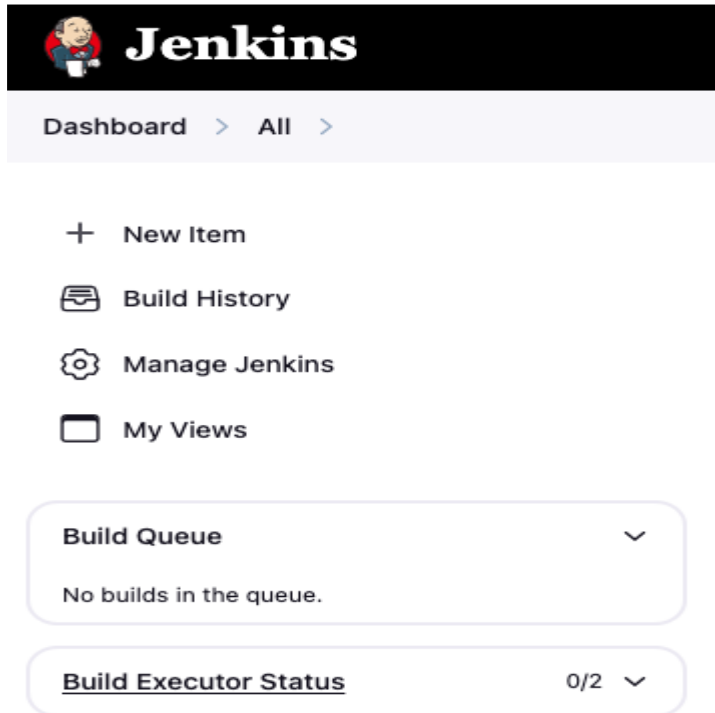 Jenkins
Dashboard > All >
New Item
Build History
Manage Jenkins
My Views
Build Queue
No builds in the queue.
Build Executor Status 0/2